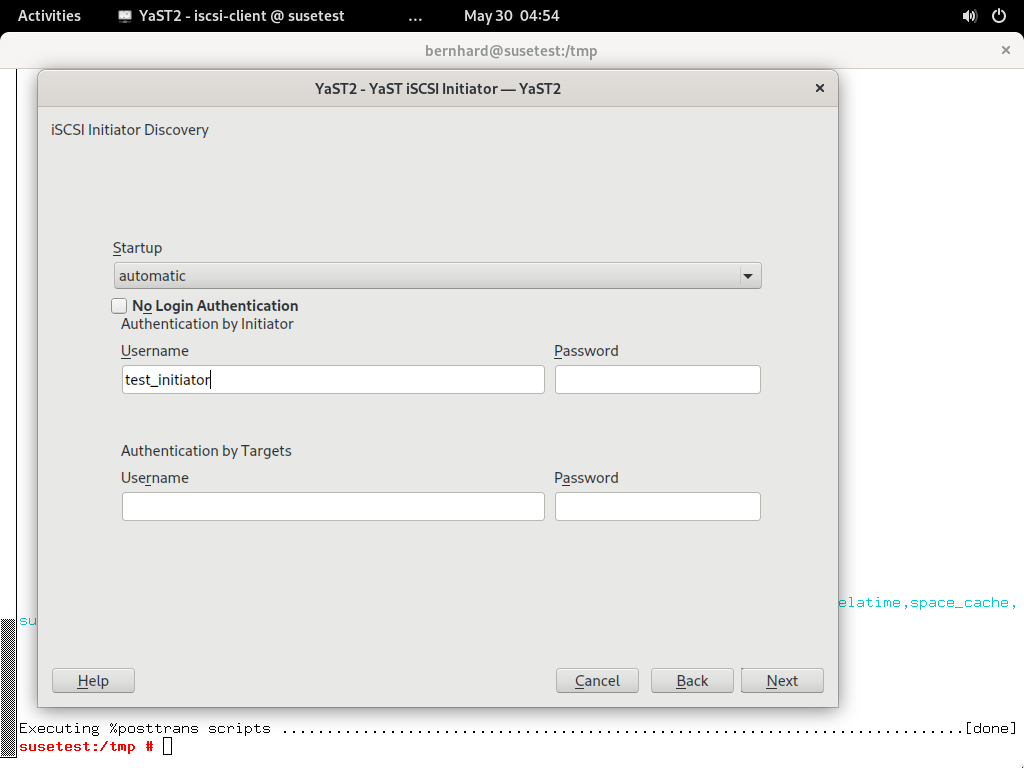 Activities YaST2 - iscsi-client @ susetest ... May 30 04:54
bernhard@susetest:/tmp ×
YaST2 - YaST iSCSI Initiator — YaST2 ×
iSCSI Initiator Discovery
Startup
automatic
No Login Authentication
Authentication by Initiator
Username Password
test_initiator
Authentication by Targets
Username Password
elatime,space_cache,
su
Help Cancel Back Next
Executing %posttrans scripts ............................................................................[done]
susetest:/tmp #